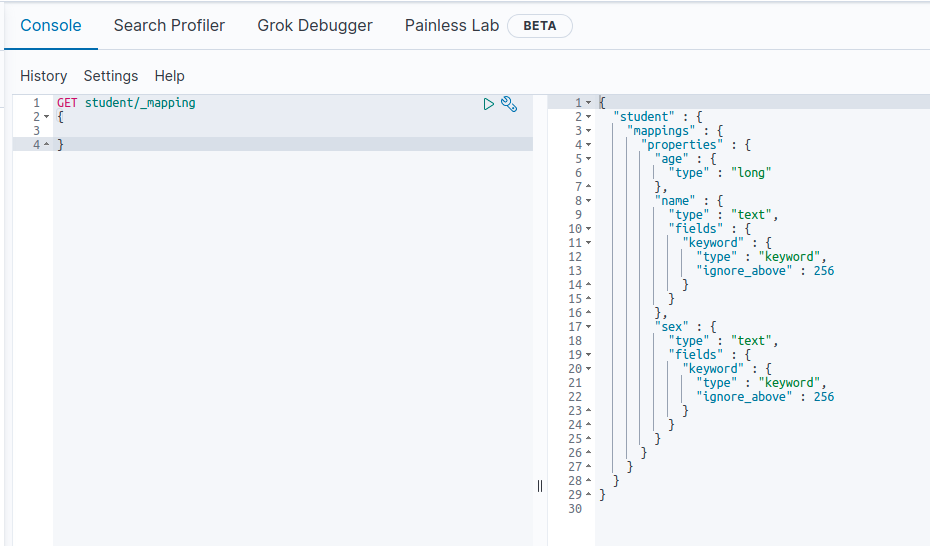 Console Search Profiler Grok Debugger Painless Lab BETA
History Settings Help
1 GET student/_mapping
2 {
3
4 }
1 {
2 "student" : {
3 "mappings" : {
4 "properties" : {
5 "age" : {
6 "type" : "long"
7 },
8 "name" : {
9 "type" : "text",
10 "fields" : {
11 "keyword" : {
12 "type" : "keyword",
13 "ignore_above" : 256
14 }
15 }
16 },
17 "sex" : {
18 "type" : "text",
19 "fields" : {
20 "keyword" : {
21 "type" : "keyword",
22 "ignore_above" : 256
23 }
24 }
25 }
26 }
27 }
28 }
29 }
30